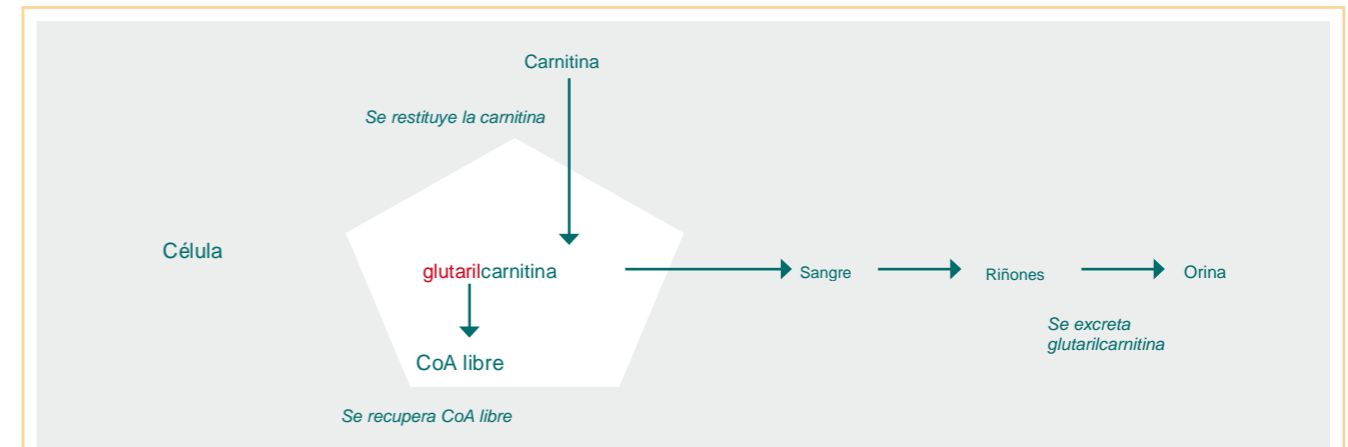 Carnitina
Se restituye la carnitina
Célula
glutarilcarnitina
Sangre
Riñones
Orina
Se excreta
glutarilcarnitina
CoA libre
Se recupera CoA libre